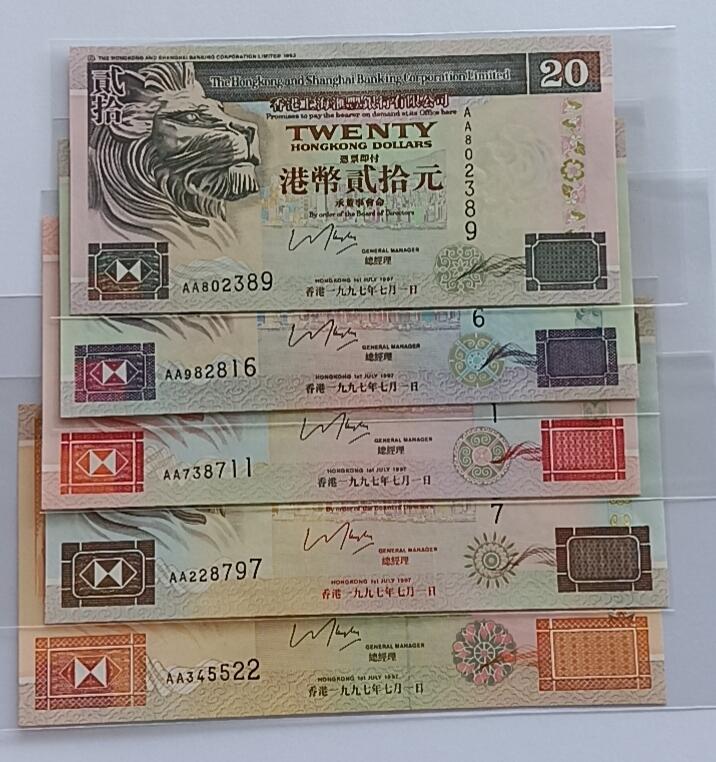 THE HONGKONG AND SHANGHAI BANKING CORPORATION LIMITED
貳拾
The Hongkong and Shanghai Banking Corporation Limited
20
香港上海滙豐銀行有限公司
Promises to pay the bearer on demand at its Office here
TWENTY
HONGKONG DOLLARS
憑票即付
港幣貳拾元
承董事會命
By order of the Board of Directors
AA802389
GENERAL MANAGER
總經理
AA802389
HONGKONG 1st JULY 1997
香港一九九七年七月一日
6
GENERAL MANAGER
總經理
AA982816
HONGKONG 1st JULY 1997
香港一九九七年七月一日
1
GENERAL MANAGER
總經理
AA738711
HONGKONG 1st JULY 1997
香港一九九七年七月一日
By order of the Board of Directors
7
GENERAL MANAGER
總經理
AA228797
HONGKONG 1st JULY 1997
香港一九九七年七月一日
GENERAL MANAGER
總經理
AA345522
HONGKONG 1st JULY 1997
香港一九九七年七月一日